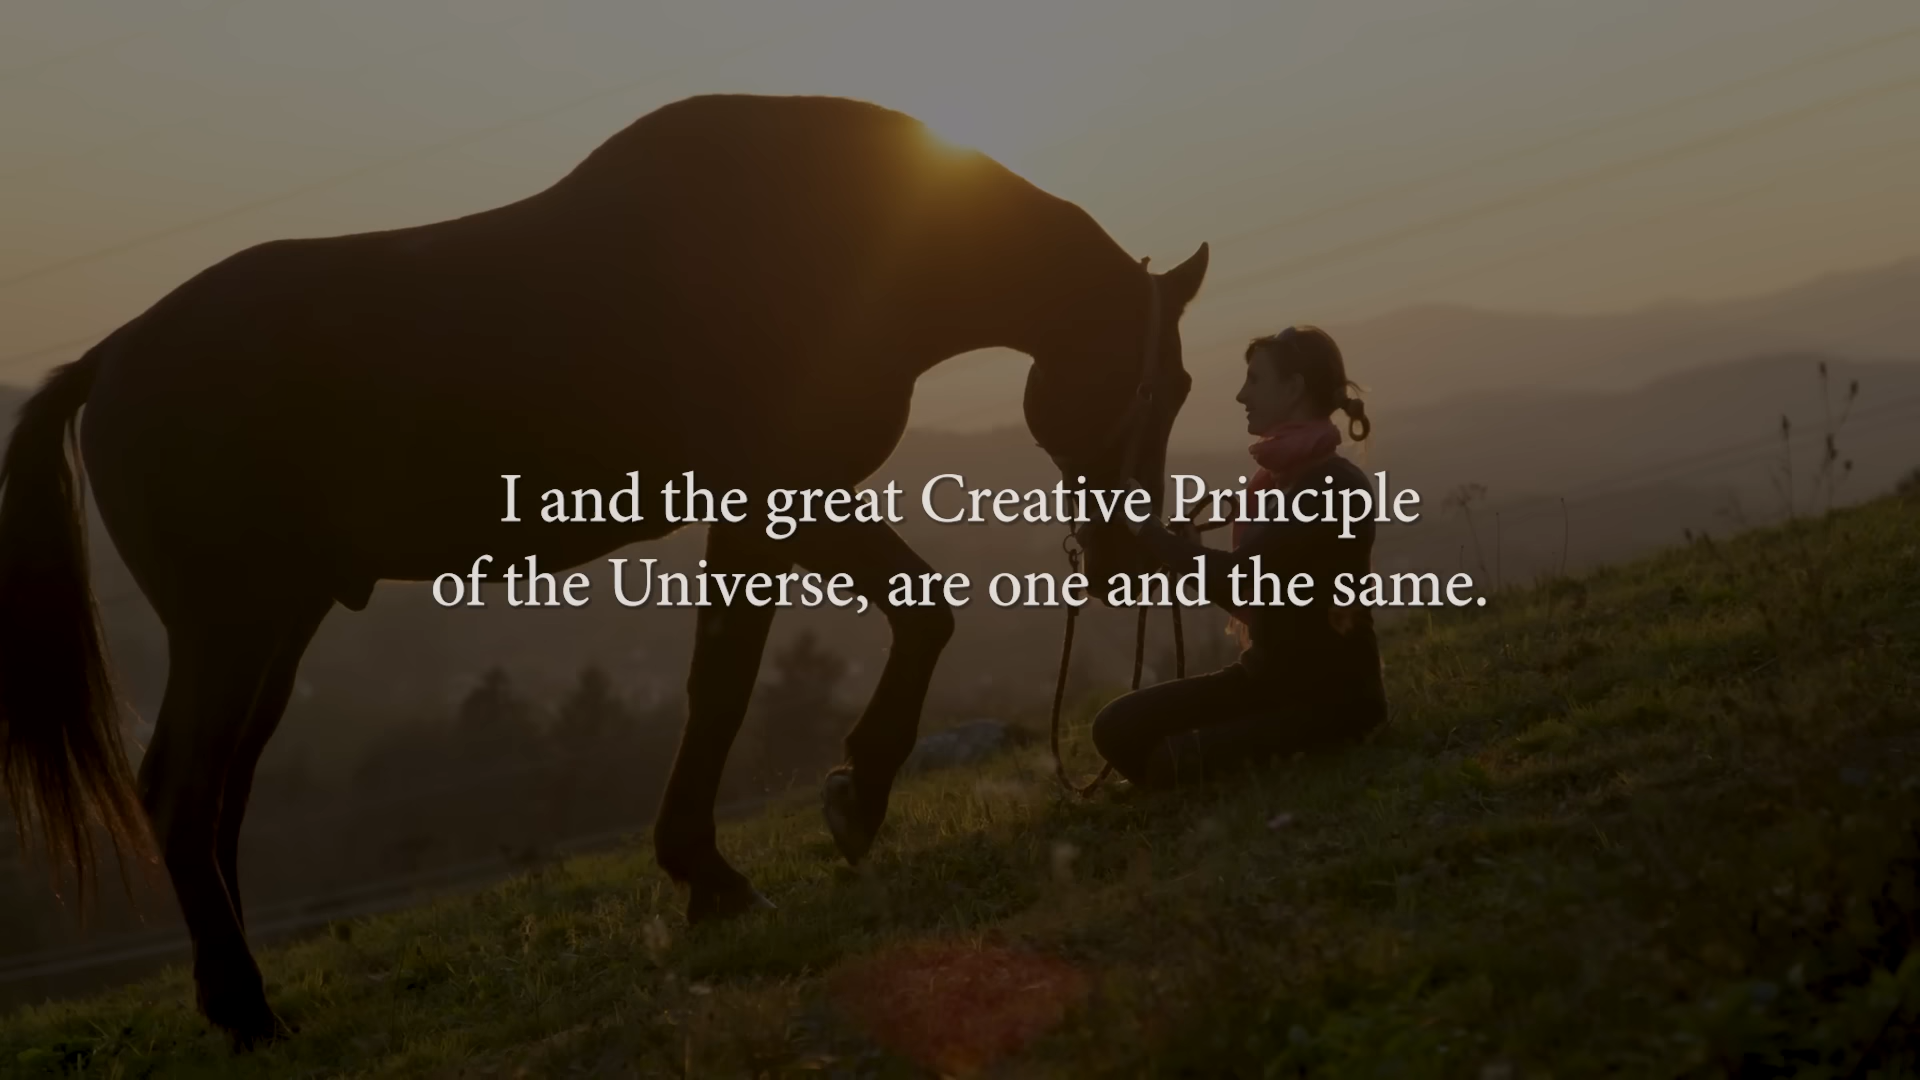 I and the great Creative Principle
of the Universe, are one and the same.